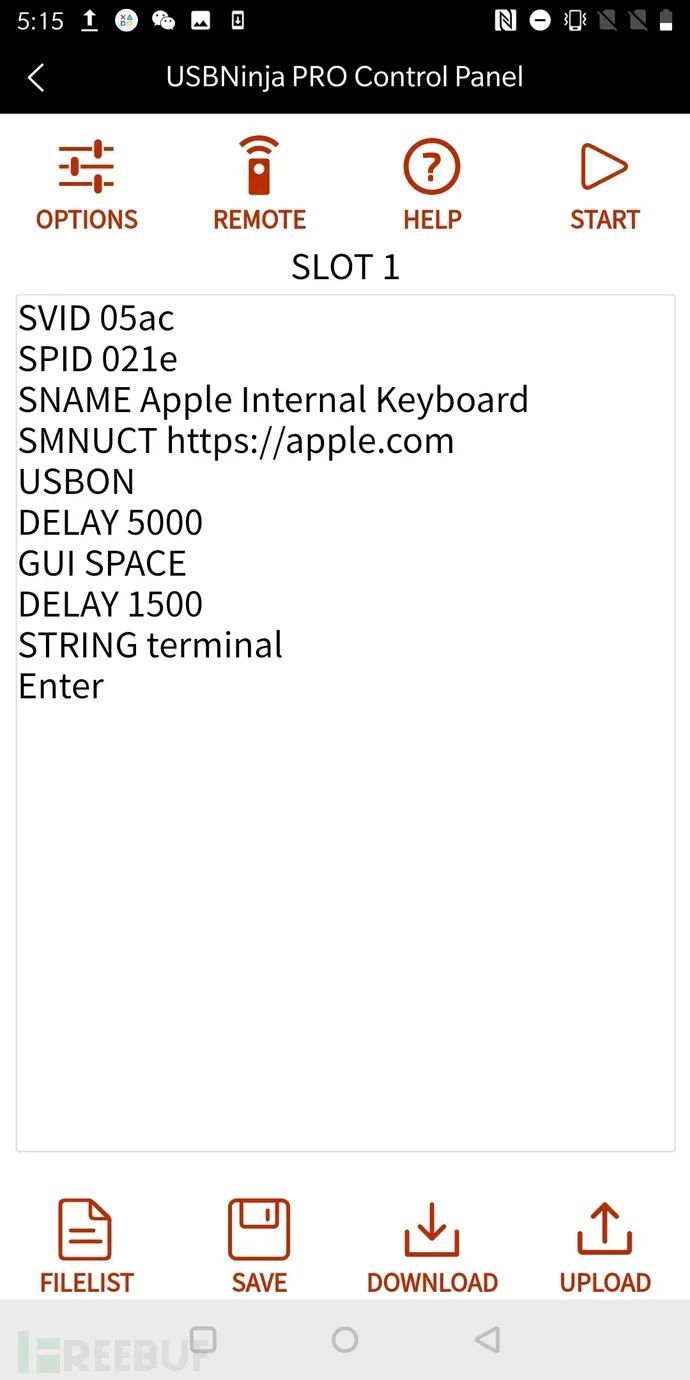 5:15
USBNinja PRO Control Panel
OPTIONS REMOTE HELP START
SLOT 1
SVID 05ac
SPID 021e
SNAME Apple Internal Keyboard
SMNUCT https://apple.com
USBON
DELAY 5000
GUI SPACE
DELAY 1500
STRING terminal
Enter
FILELIST SAVE DOWNLOAD UPLOAD
FREEBUF